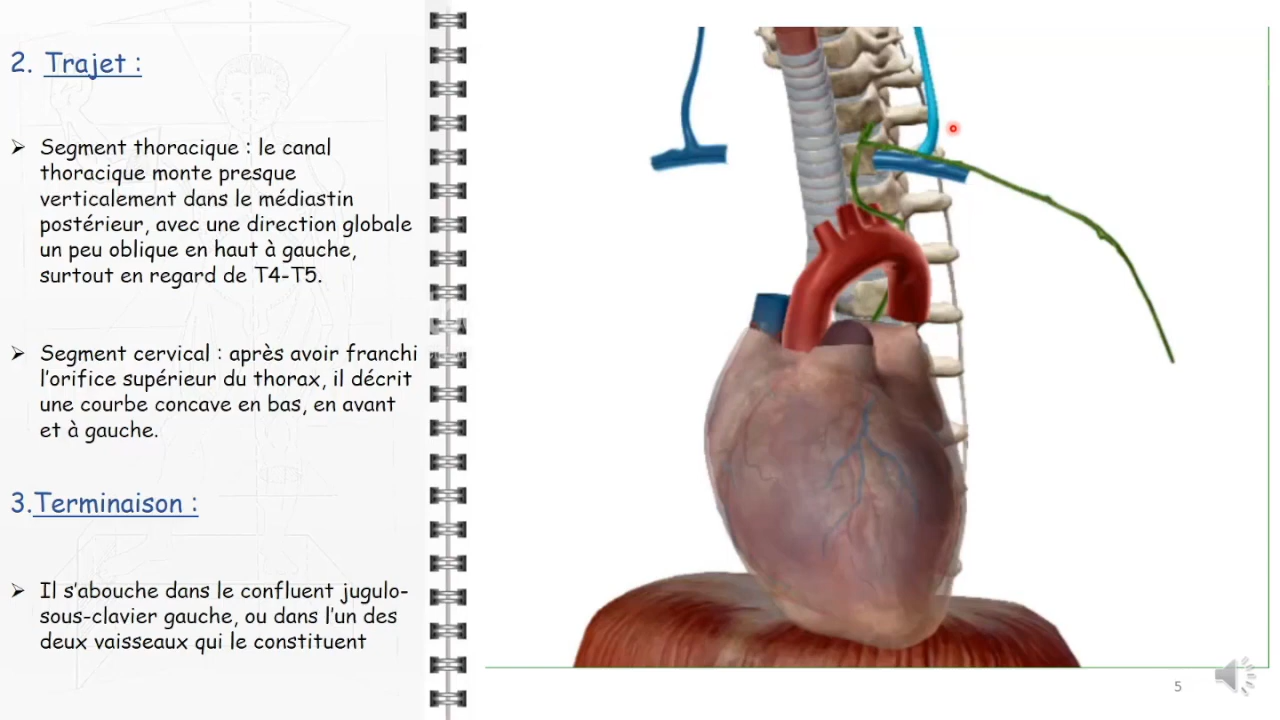 2. Trajet :
➢ Segment thoracique : le canal
thoracique monte presque
verticalement dans le médiastin
postérieur, avec une direction globale
un peu oblique en haut à gauche,
surtout en regard de T4-T5.
➢ Segment cervical : après avoir franchi
l’orifice supérieur du thorax, il décrit
une courbe concave en bas, en avant
et à gauche.
3.Terminaison :
➢ Il s’abouche dans le confluent jugulo-
sous-clavier gauche, ou dans l’un des
deux vaisseaux qui le constituent
5